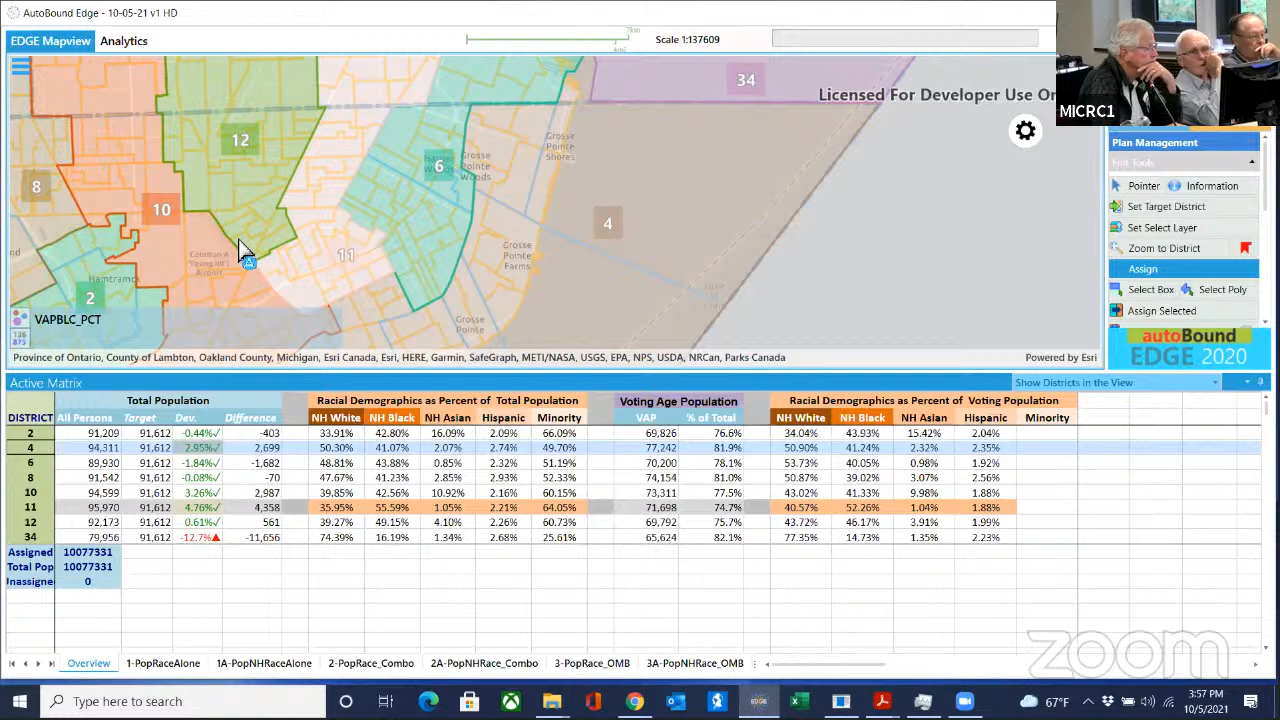 AutoBound Edge - 10-05-21 v1 HD
EDGE Mapview Analytics
7km
4mi
Scale 1:137609
34
Licensed For Developer Use On
MICRC1
12
6
Grosse Pointe Woods
Grosse Pointe Shores
8
10
4
11
Coleman A Young Int'l Airport
Grosse Pointe Farms
Hamtramck
2
Grosse Pointe
VAPBLC_PCT
126
875
Province of Ontario, County of Lambton, Oakland County, Michigan, Esri Canada, Esri, HERE, Garmin, SafeGraph, METI/NASA, USGS, EPA, NPS, USDA, NRCan, Parks Canada Powered by Esri
Plan Management
Edit Tools
Pointer Information
Set Target District
Set Select Layer
Zoom to District
Assign
Select Box Select Poly
Assign Selected
autoBound
EDGE 2020
Active Matrix Show Districts in the View
Total Population Racial Demographics as Percent of Total Population Voting Age Population Racial Demographics as Percent of Voting Population
DISTRICT All Persons Target Dev. Difference NH White NH Black NH Asian Hispanic Minority VAP % of Total NH White NH Black NH Asian Hispanic Minority
2 91,209 91,612 -0.44%✓ -403 33.91% 42.80% 16.09% 2.09% 66.09% 69,826 76.6% 34.04% 43.93% 15.42% 2.04%
4 94,311 91,612 2.95%✓ 2,699 50.30% 41.07% 2.07% 2.74% 49.70% 77,242 81.9% 50.90% 41.24% 2.32% 2.35%
6 89,930 91,612 -1.84%✓ -1,682 48.81% 43.88% 0.85% 2.32% 51.19% 70,200 78.1% 53.73% 40.05% 0.98% 1.92%
8 91,542 91,612 -0.08%✓ -70 47.67% 41.23% 2.85% 2.93% 52.33% 74,154 81.0% 50.87% 39.02% 3.07% 2.56%
10 94,599 91,612 3.26%✓ 2,987 39.85% 42.56% 10.92% 2.16% 60.15% 73,311 77.5% 43.02% 41.33% 9.98% 1.88%
11 95,970 91,612 4.76%✓ 4,358 35.95% 55.59% 1.05% 2.21% 64.05% 71,698 74.7% 40.57% 52.26% 1.04% 1.88%
12 92,173 91,612 0.61%✓ 561 39.27% 49.15% 4.10% 2.26% 60.73% 69,792 75.7% 43.72% 46.17% 3.91% 1.99%
34 79,956 91,612 -12.7%▲ -11,656 74.39% 16.19% 1.34% 2.68% 25.61% 65,624 82.1% 77.35% 14.73% 1.35% 2.23%
Assigned 10077331
Total Pop 10077331
Unassigne 0
zoom
Overview 1-PopRaceAlone 1A-PopNHRaceAlone 2-PopRace_Combo 2A-PopNHRace_Combo 3-PopRace_OMB 3A-PopNHRace_OMB
Type here to search
EDGE
67°F
3:57 PM
10/5/2021